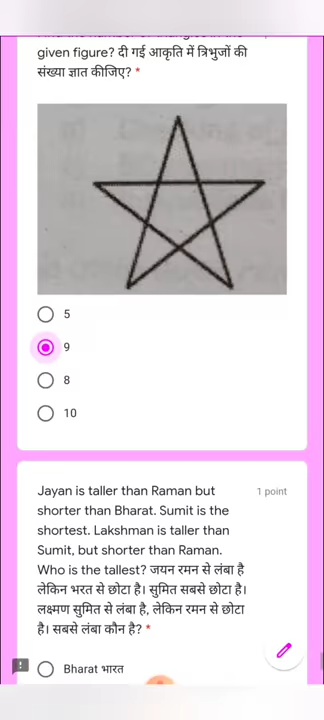 given figure? दी गई आकृति में त्रिभुजों की
संख्या ज्ञात कीजिए? *
5
9
8
10
Jayan is taller than Raman but
1 point
shorter than Bharat. Sumit is the
shortest. Lakshman is taller than
Sumit, but shorter than Raman.
Who is the tallest? जयन रमन से लंबा है
लेकिन भरत से छोटा है। सुमित सबसे छोटा है।
लक्ष्मण सुमित से लंबा है, लेकिन रमन से छोटा
है। सबसे लंबा कौन है? *
Bharat भारत